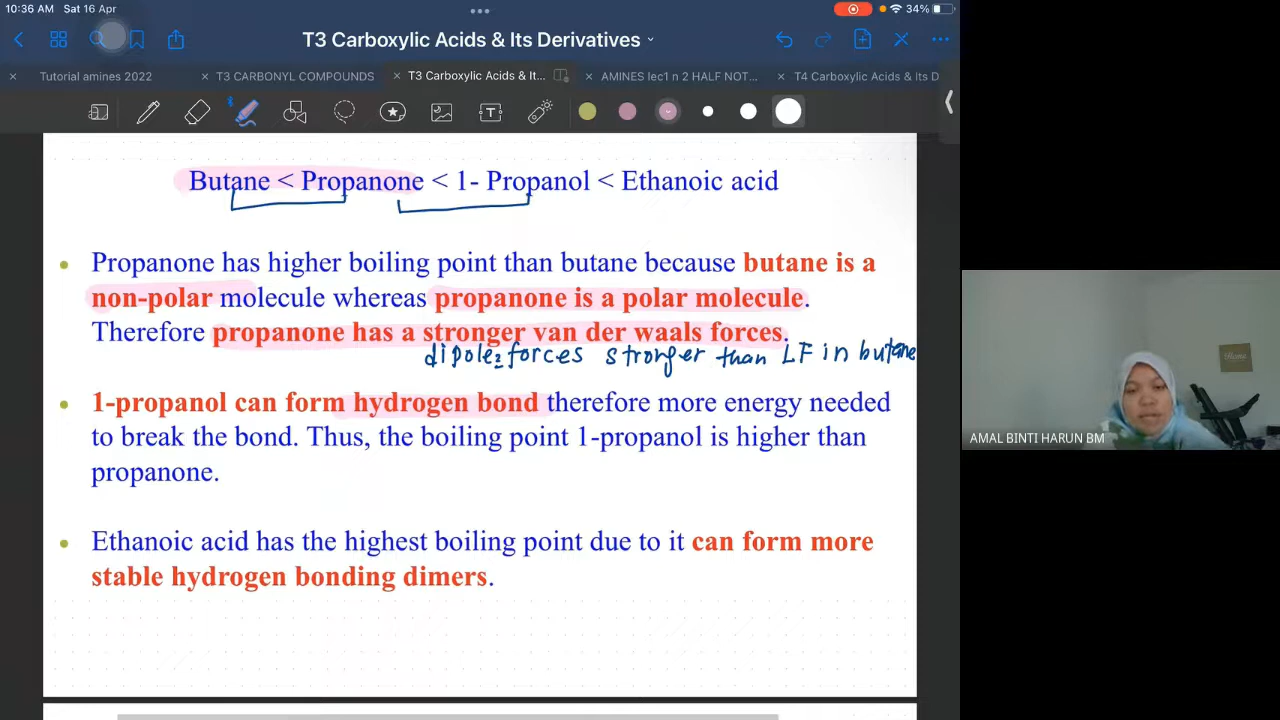 10:36 AM Sat 16 Apr
34%
T3 Carboxylic Acids & Its Derivatives
Tutorial amines 2022
T3 CARBONYL COMPOUNDS
T3 Carboxylic Acids & It...
AMINES lec1 n 2 HALF NOT...
T4 Carboxylic Acids & Its D
Butane < Propanone < 1- Propanol < Ethanoic acid
• Propanone has higher boiling point than butane because butane is a
non-polar molecule whereas propanone is a polar molecule.
Therefore propanone has a stronger van der waals forces.
dipole2 forces stronger than LF in butane
• 1-propanol can form hydrogen bond therefore more energy needed
to break the bond. Thus, the boiling point 1-propanol is higher than
propanone.
• Ethanoic acid has the highest boiling point due to it can form more
stable hydrogen bonding dimers.
Home
AMAL BINTI HARUN BM